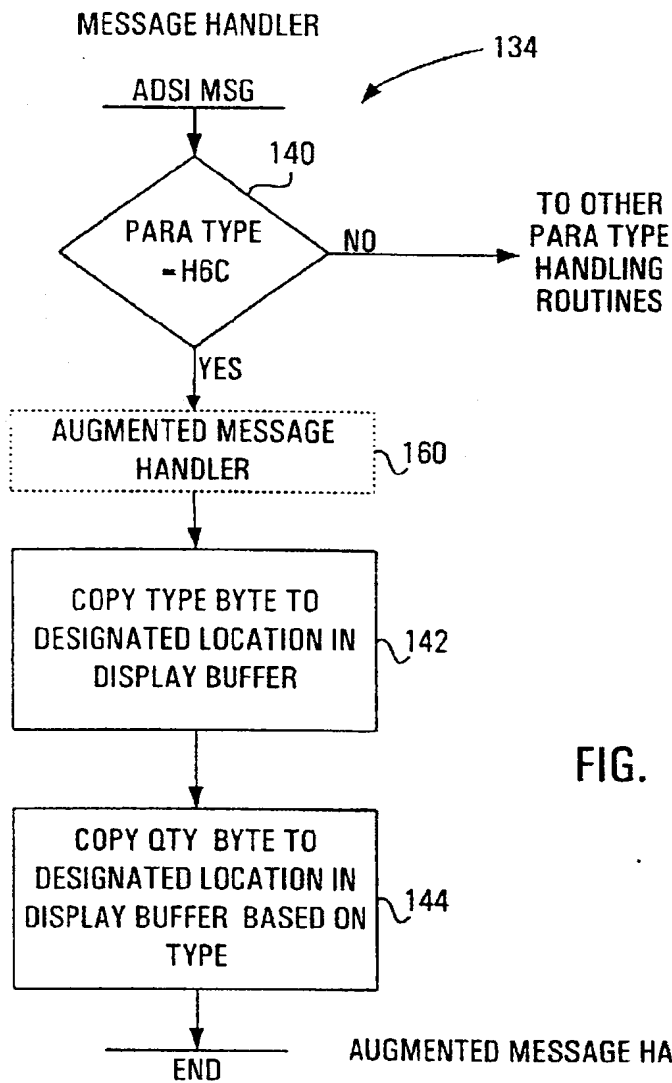 MESSAGE HANDLER
134
ADSI MSG
140
PARA TYPE
=H6C
NO
TO OTHER
PARA TYPE
HANDLING
ROUTINES
YES
AUGMENTED MESSAGE
HANDLER
160
COPY TYPE BYTE TO
DESIGNATED LOCATION IN
DISPLAY BUFFER
142
FIG.
COPY QTY BYTE TO
DESIGNATED LOCATION IN
DISPLAY BUFFER BASED ON
TYPE
144
END
AUGMENTED MESSAGE HA